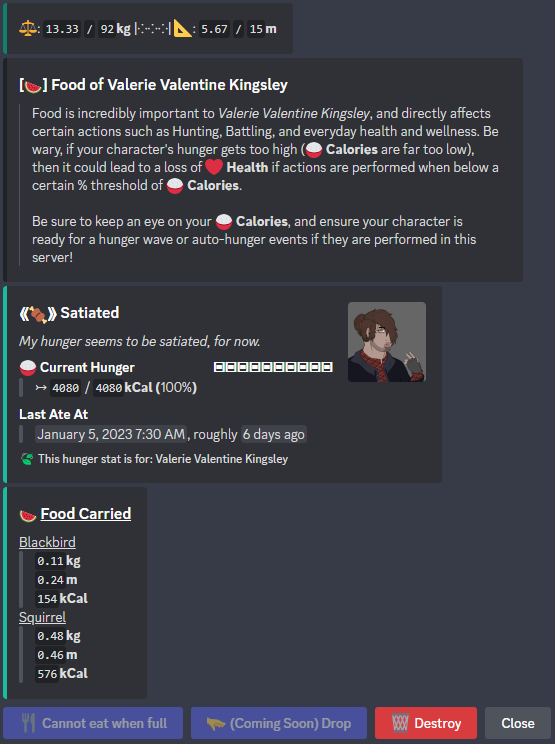 : 13.33 / 92 kg |:-:-:| : 5.67 / 15 m
[] Food of Valerie Valentine Kingsley
Food is incredibly important to Valerie Valentine Kingsley, and directly affects
certain actions such as Hunting, Battling, and everyday health and wellness. Be
wary, if your character's hunger gets too high ( Calories are far too low),
then it could lead to a loss of Health if actions are performed when below a
certain % threshold of Calories.
Be sure to keep an eye on your Calories, and ensure your character is
ready for a hunger wave or auto-hunger events if they are performed in this
server!
⟪⟫ Satiated
My hunger seems to be satiated, for now.
Current Hunger
↣ 4080 / 4080 kCal (100%)
Last Ate At
January 5, 2023 7:30 AM, roughly 6 days ago
This hunger stat is for: Valerie Valentine Kingsley
Food Carried
Blackbird
0.11 kg
0.24 m
154 kCal
Squirrel
0.48 kg
0.46 m
576 kCal
Cannot eat when full (Coming Soon) Drop Destroy Close